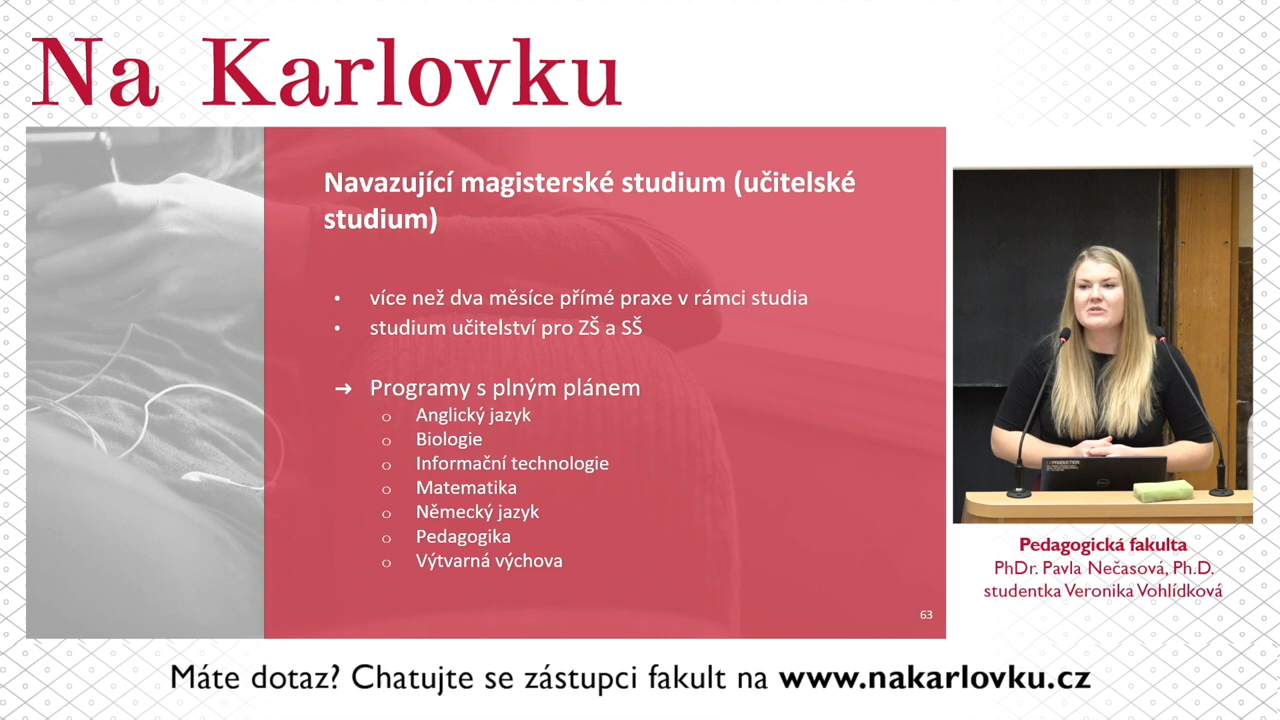 Na Karlovku
Navazující magisterské studium (učitelské
studium)
• více než dva měsíce přímé praxe v rámci studia
• studium učitelství pro ZŠ a SŠ
➔ Programy s plným plánem
o Anglický jazyk
o Biologie
o Informační technologie
o Matematika
o Německý jazyk
o Pedagogika
o Výtvarná výchova
63
Pedagogická fakulta
PhDr. Pavla Nečasová, Ph.D.
studentka Veronika Vohlídková
Máte dotaz? Chatujte se zástupci fakult na www.nakarlovku.cz